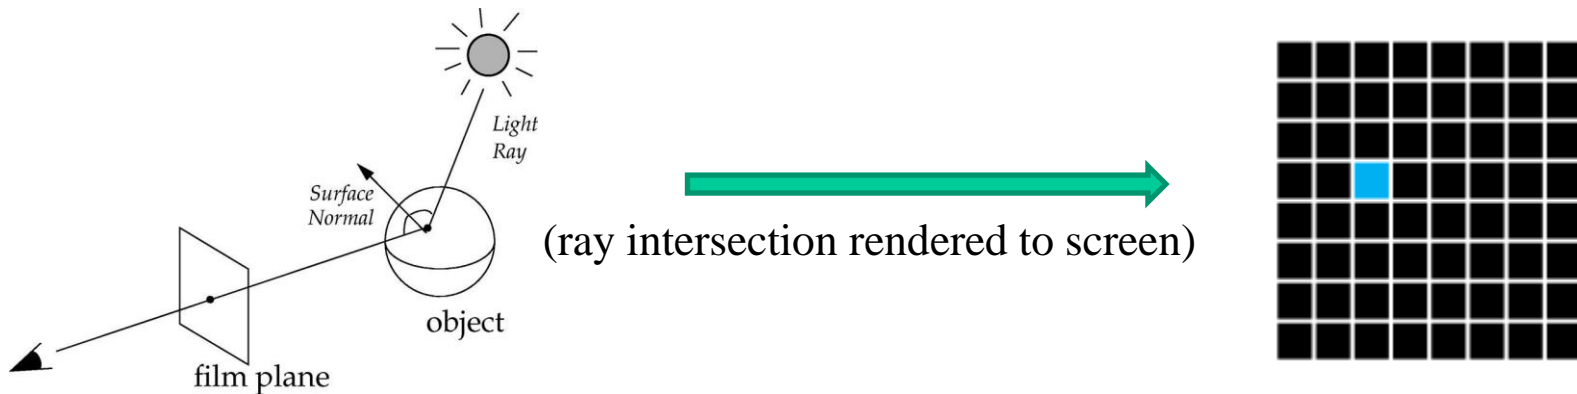 Light
Ray
Surface
Normal
(ray intersection rendered to screen)
object
film plane